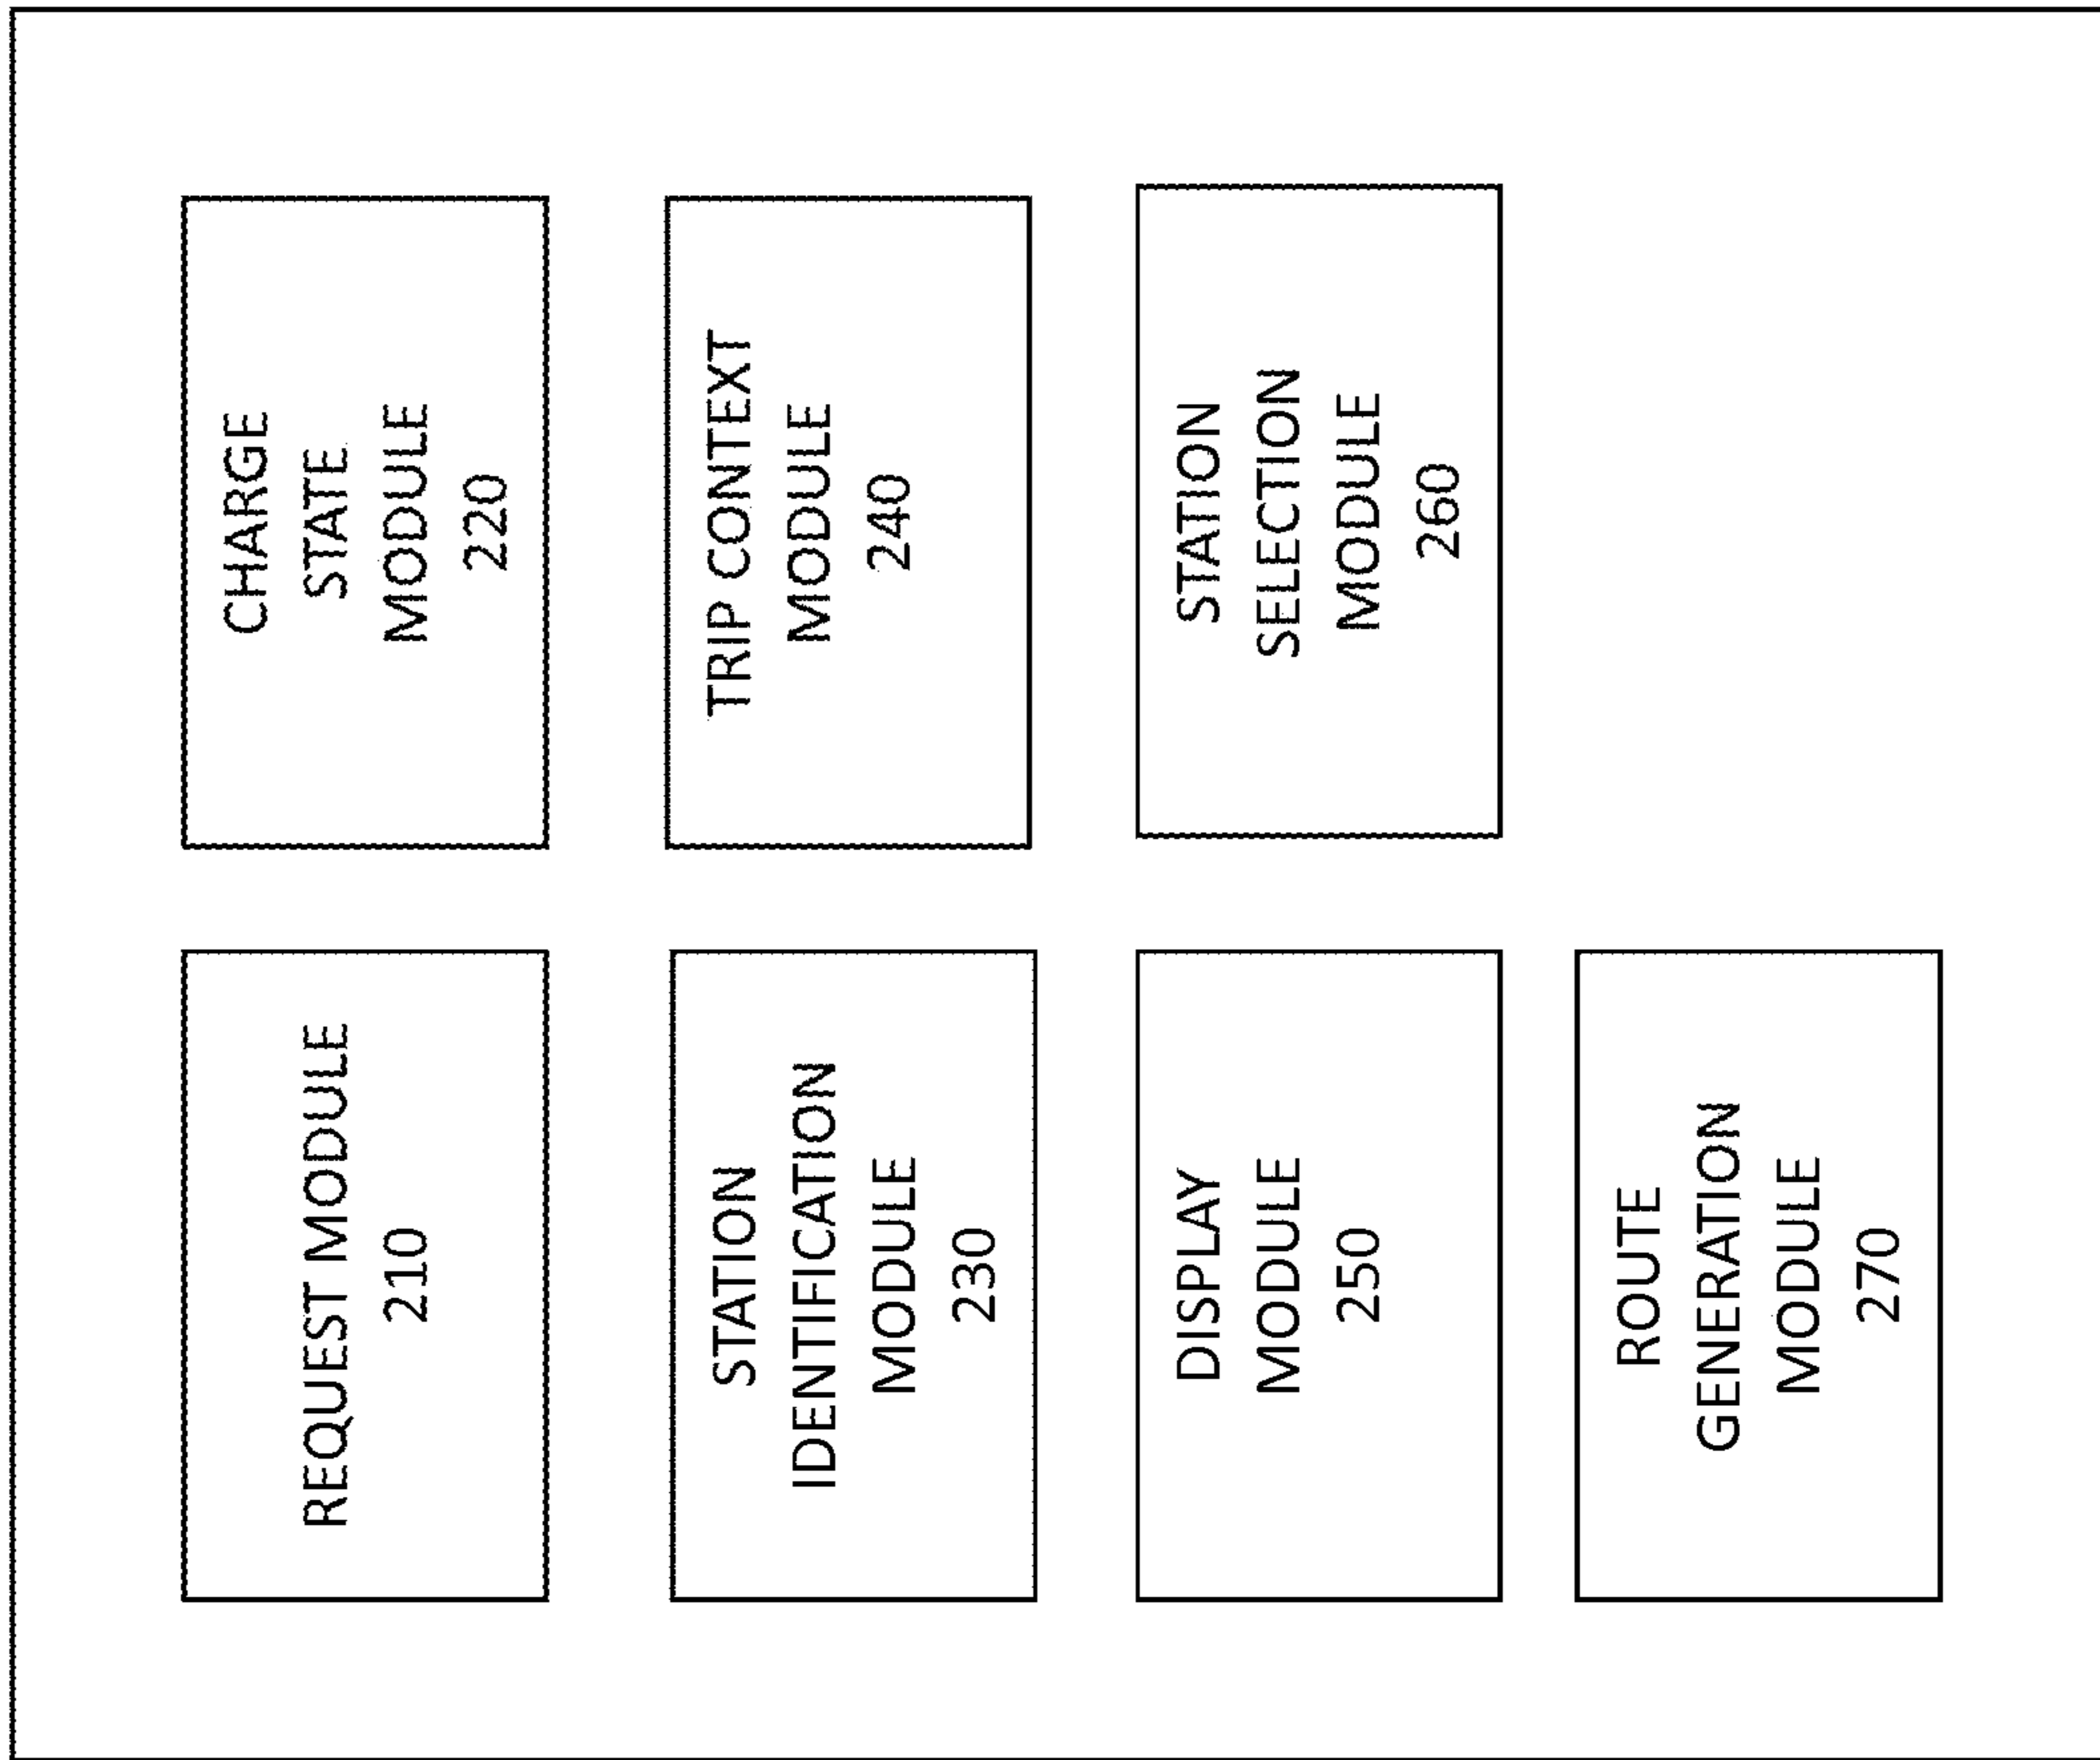 REQUEST MODULE
210
CHARGE
STATE
MODULE
220
STATION
IDENTIFICATION
MODULE
230
TRIP CONTEXT
MODULE
240
DISPLAY
MODULE
250
STATION
SELECTION
MODULE
260
ROUTE
GENERATION
MODULE
270